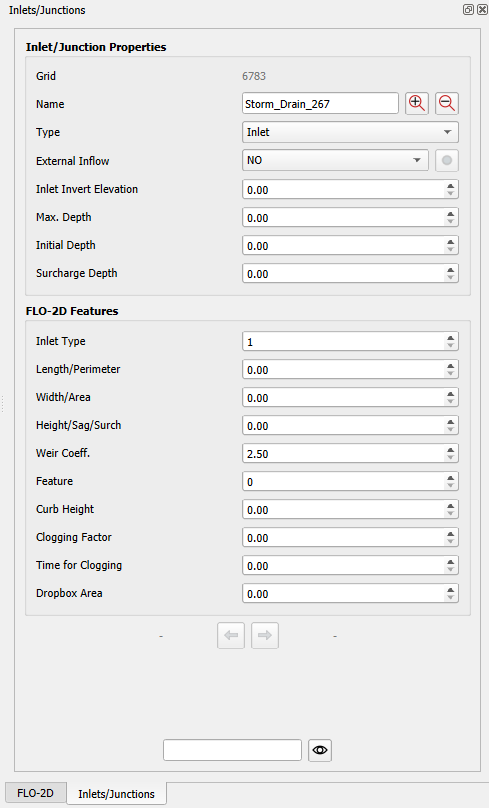 Inlets/Junctions
Inlet/Junction Properties
Grid 6783
Name Storm_Drain_267
Type Inlet
External Inflow NO
Inlet Invert Elevation 0.00
Max. Depth 0.00
Initial Depth 0.00
Surcharge Depth 0.00
FLO-2D Features
Inlet Type 1
Length/Perimeter 0.00
Width/Area 0.00
Height/Sag/Surch 0.00
Weir Coeff. 2.50
Feature 0
Curb Height 0.00
Clogging Factor 0.00
Time for Clogging 0.00
Dropbox Area 0.00
- -
FLO-2D Inlets/Junctions